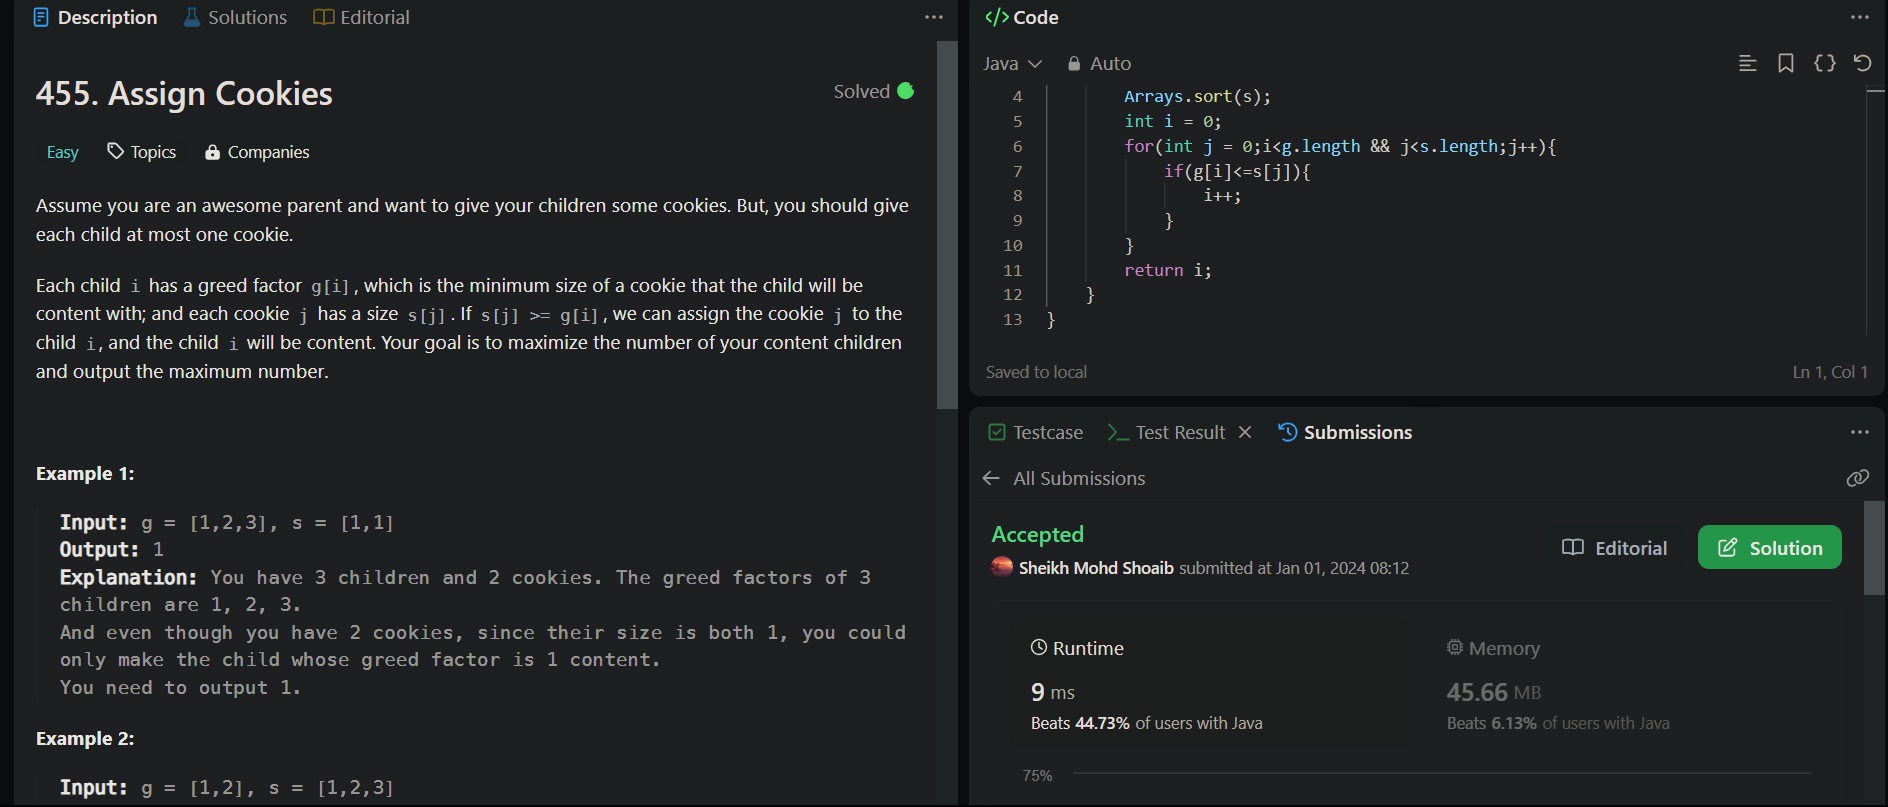 Description Solutions Editorial
455. Assign Cookies
Solved
Easy Topics Companies
Assume you are an awesome parent and want to give your children some cookies. But, you should give
each child at most one cookie.
Each child i has a greed factor g[i], which is the minimum size of a cookie that the child will be
content with; and each cookie j has a size s[j]. If s[j] >= g[i], we can assign the cookie j to the
child i, and the child i will be content. Your goal is to maximize the number of your content children
and output the maximum number.
Example 1:
Input: g = [1,2,3], s = [1,1]
Output: 1
Explanation: You have 3 children and 2 cookies. The greed factors of 3
children are 1, 2, 3.
And even though you have 2 cookies, since their size is both 1, you could
only make the child whose greed factor is 1 content.
You need to output 1.
Example 2:
Input: g = [1,2], s = [1,2,3]
</> Code
Java Auto
4 Arrays.sort(s);
5 int i = 0;
6 for(int j = 0;i<g.length && j<s.length;j++){
7 if(g[i]<=s[j]){
8 i++;
9 }
10 }
11 return i;
12 }
13 }
Saved to local
Ln 1, Col 1
Testcase Test Result Submissions
All Submissions
Accepted
Sheikh Mohd Shoaib submitted at Jan 01, 2024 08:12
Editorial
Solution
Runtime
9 ms
Beats 44.73% of users with Java
Memory
45.66 MB
Beats 6.13% of users with Java
75%